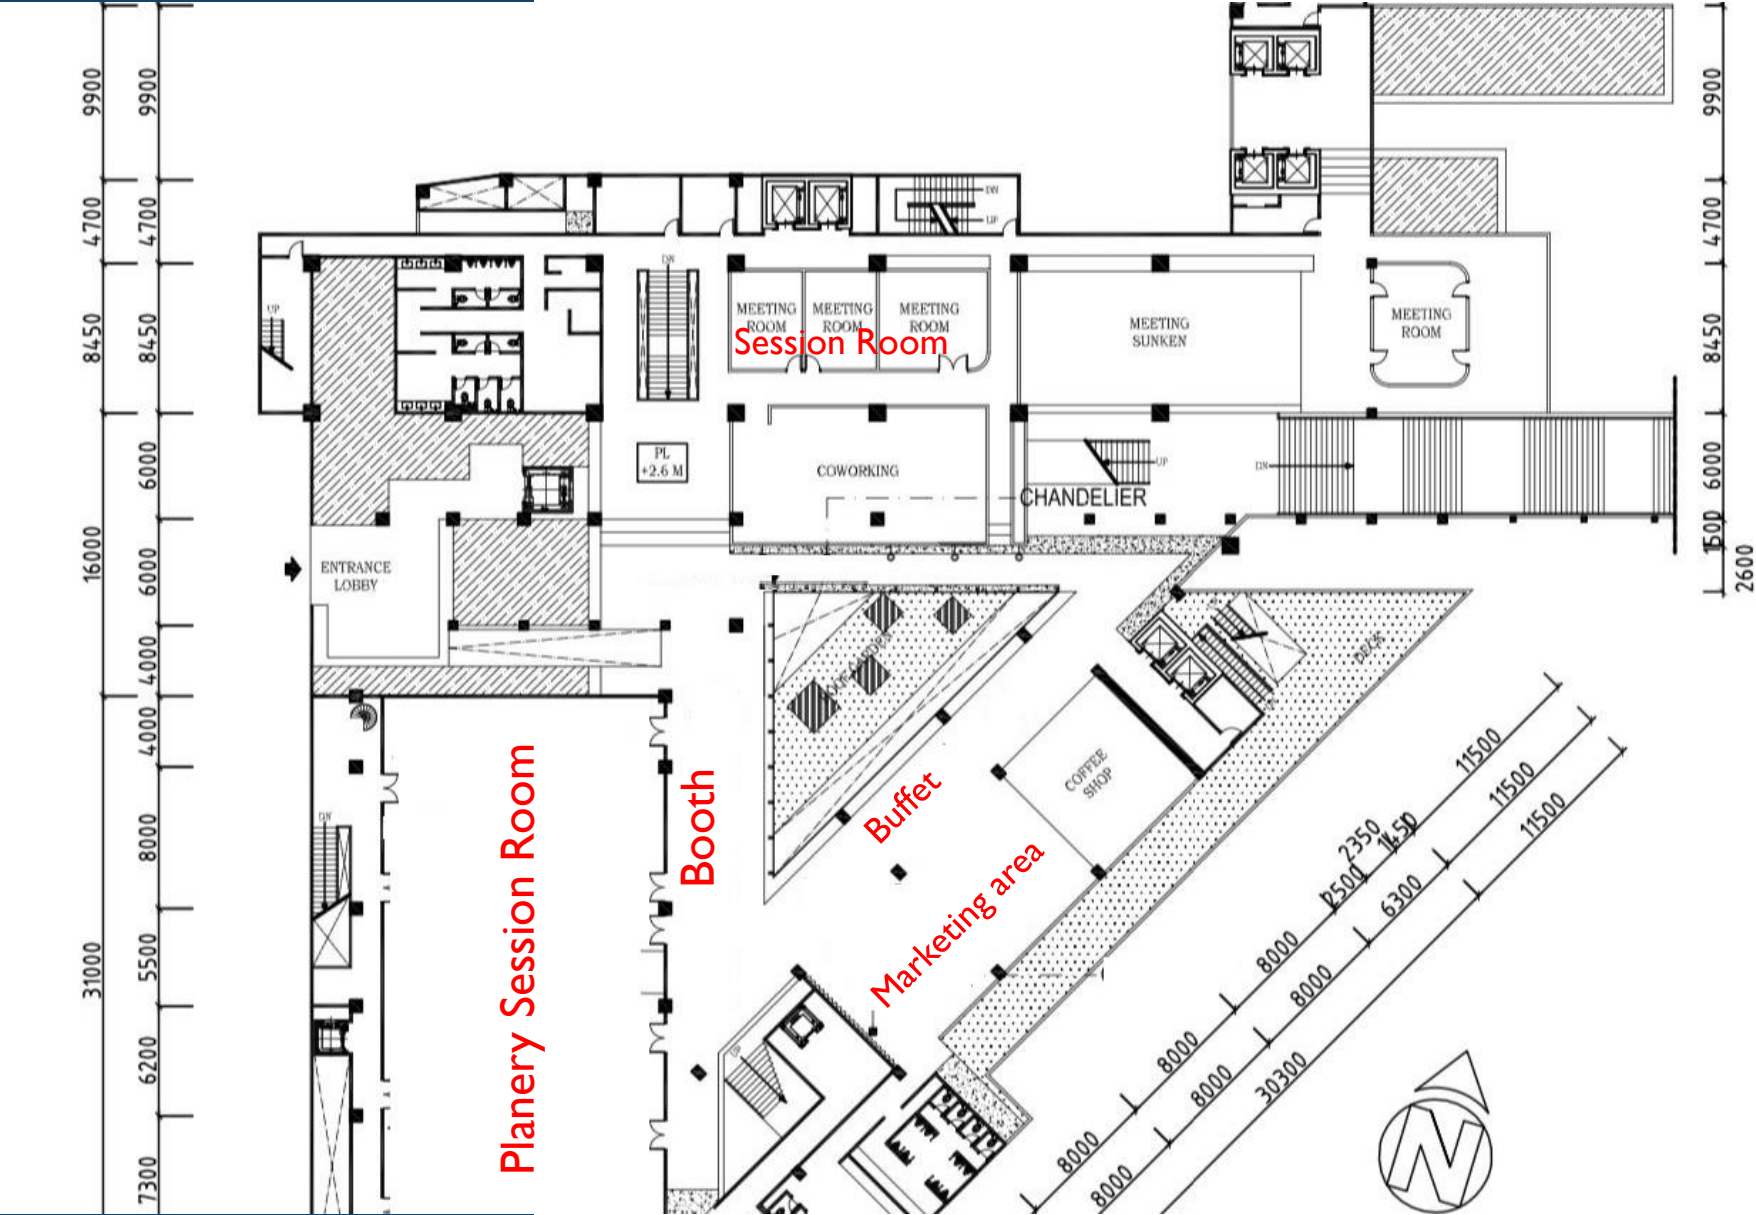 9900
9900
9900
4700
4700
4700
DN
UP
8450
8450
8450
UP
DN
MEETING
ROOM
MEETING
ROOM
MEETING
ROOM
Session Room
MEETING
SUNKEN
MEETING
ROOM
6000
6000
PL
+2.6 M
COWORKING
UP
DN
CHANDELIER
1500
2600
16000
6000
ENTRANCE
LOBBY
4000
4000
DECK
COFFEE
SHOP
Planery Session Room
Booth
Buffet
Marketing area
8000
DN
31000
5500
6200
7300
UP
11500
11500
11500
2350
1450
2500
6300
8000
8000
8000
8000
30300
8000
8000
N